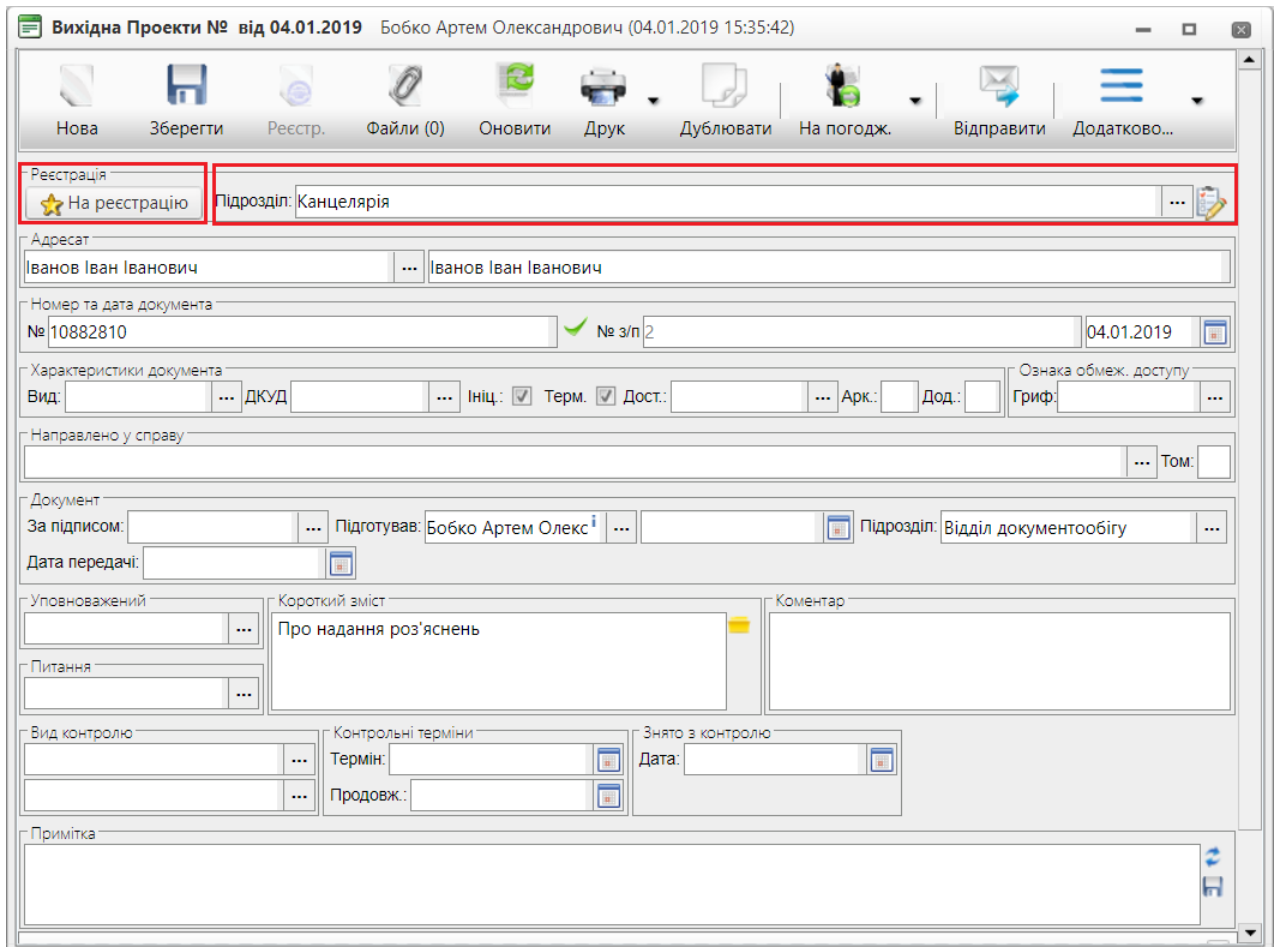 Вихідна Проекти № від 04.01.2019 Бобко Артем Олександрович (04.01.2019 15:35:42)
Нова Зберегти Реєстр. Файли (0) Оновити Друк Дублювати На погодж. Відправити Додатково...
Реєстрація
На реєстрацію Підрозділ: Канцелярія ...
Адресат
Іванов Іван Іванович ... Іванов Іван Іванович
Номер та дата документа
№ 10882810 № з/п 2 04.01.2019
Характеристики документа Ознака обмеж. доступу
Вид: ... ДКУД ... Ініц.: Терм. Дост.: ... Арк.: Дод.: Гриф: ...
Направлено у справу
... Том:
Документ
За підписом: ... Підготував: Бобко Артем Олекс i ... Підрозділ: Відділ документообігу ...
Дата передачі:
Уповноважений Короткий зміст Коментар
... Про надання роз'яснень
Питання
...
Вид контролю Контрольні терміни Знято з контролю
... Термін: Дата:
... Продовж.:
Примітка